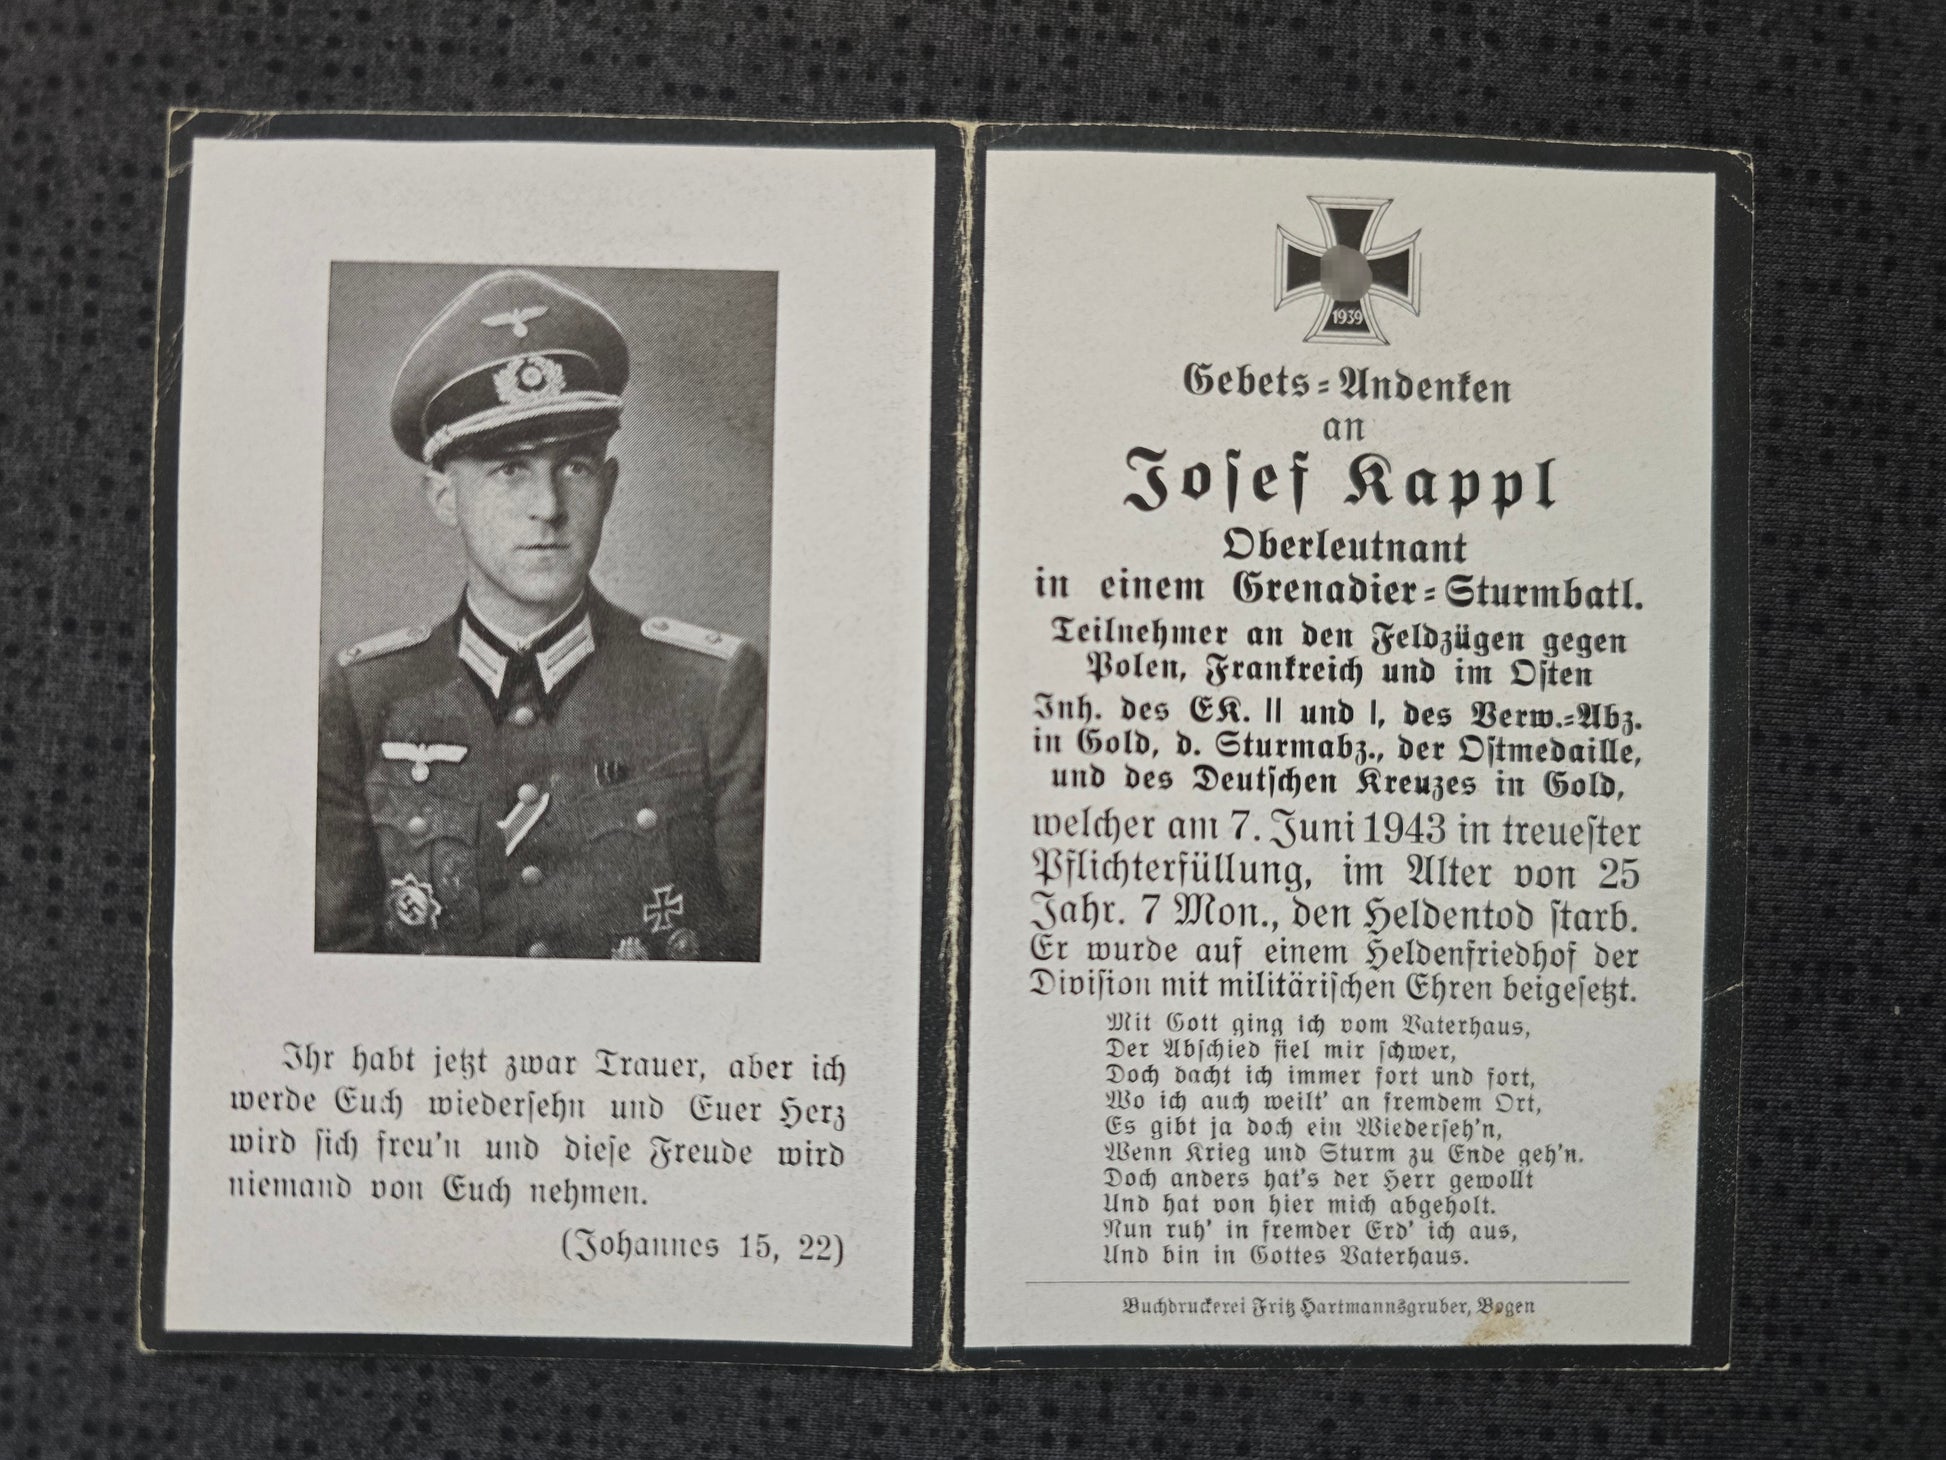 Ihr habt jetzt zwar Trauer, aber ich
werde Euch wiedersehn und Euer Herz
wird sich freu'n und diese Freude wird
niemand von Euch nehmen.
(Johannes 15, 22)
1939
Gebets-Andenken
an
Josef Kappl
Oberleutnant
in einem Grenadier-Sturmbatl.
Teilnehmer an den Feldzügen gegen
Polen, Frankreich und im Osten
Inh. des EK. II und I, des Verw.-Abz.
in Gold, d. Sturmabz., der Ostmedaille,
und des Deutschen Kreuzes in Gold,
welcher am 7. Juni 1943 in treuester
Pflichterfüllung, im Alter von 25
Jahr. 7 Mon., den Heldentod starb.
Er wurde auf einem Heldenfriedhof der
Division mit militärischen Ehren beigesetzt.
Mit Gott ging ich vom Vaterhaus,
Der Abschied fiel mir schwer,
Doch dacht ich immer fort und fort,
Wo ich auch weilt' an fremdem Ort,
Es gibt ja doch ein Wiederseh'n,
Wenn Krieg und Sturm zu Ende geh'n.
Doch anders hat's der Herr gewollt
Und hat von hier mich abgeholt.
Nun ruh' in fremder Erd' ich aus,
Und bin in Gottes Vaterhaus.
Buchdruckerei Fritz Hartmannsgruber, Bogen